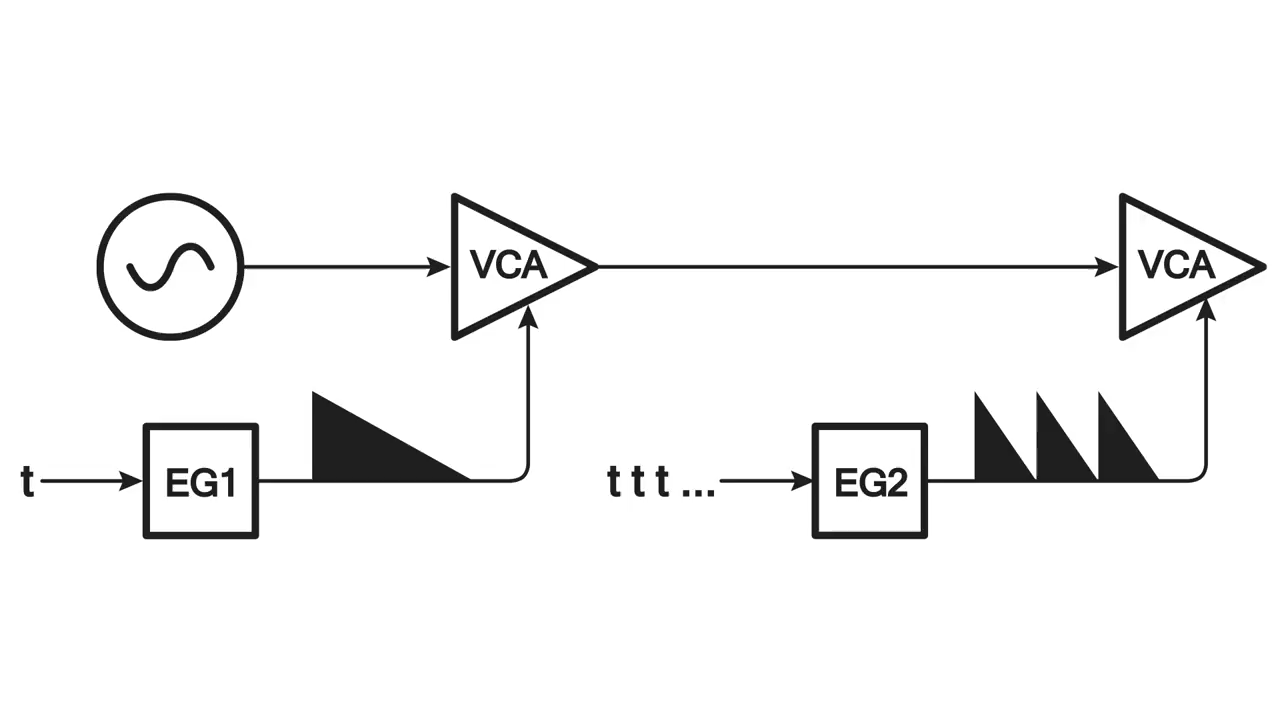 VCA
VCA
t
EG1
t t t ...
EG2